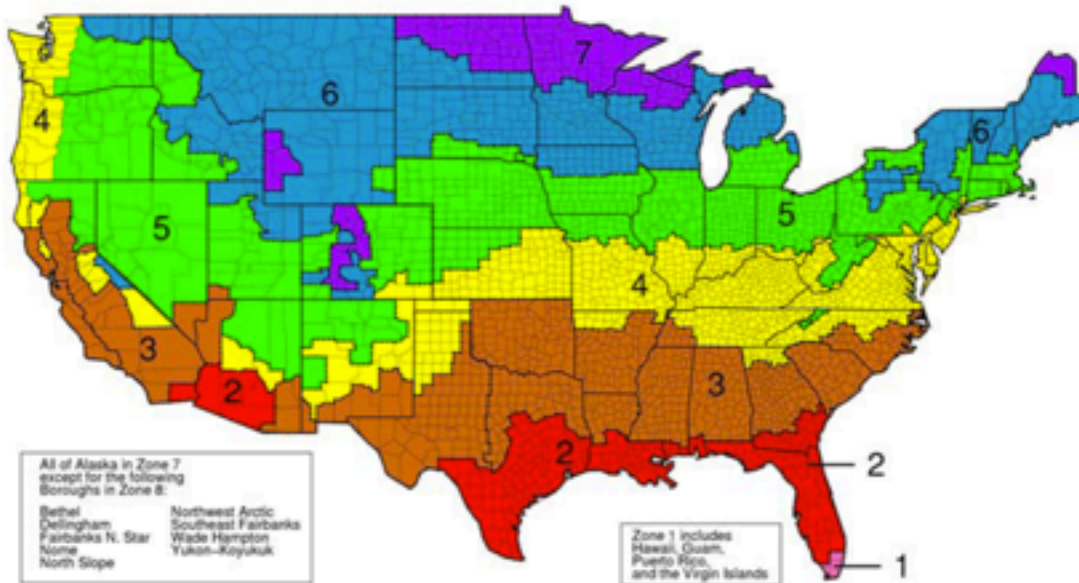 7
6
4
6
5
5
4
3
3
2
2
2
1
All of Alaska in Zone 7
except for the following
Boroughs in Zone 8:
Bethel Northwest Arctic
Dellingham Southeast Fairbanks
Fairbanks N. Star Wade Hampton
Nome Yukon-Koyukuk
North Slope
Zone 1 includes
Hawaii, Guam,
Puerto Rico,
and the Virgin Islands